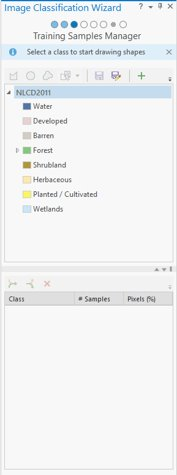 Image Classification Wizard
Training Samples Manager
Select a class to start drawing shapes
NLCD2011
Water
Developed
Barren
Forest
Shrubland
Herbaceous
Planted / Cultivated
Wetlands
Class # Samples Pixels (%)